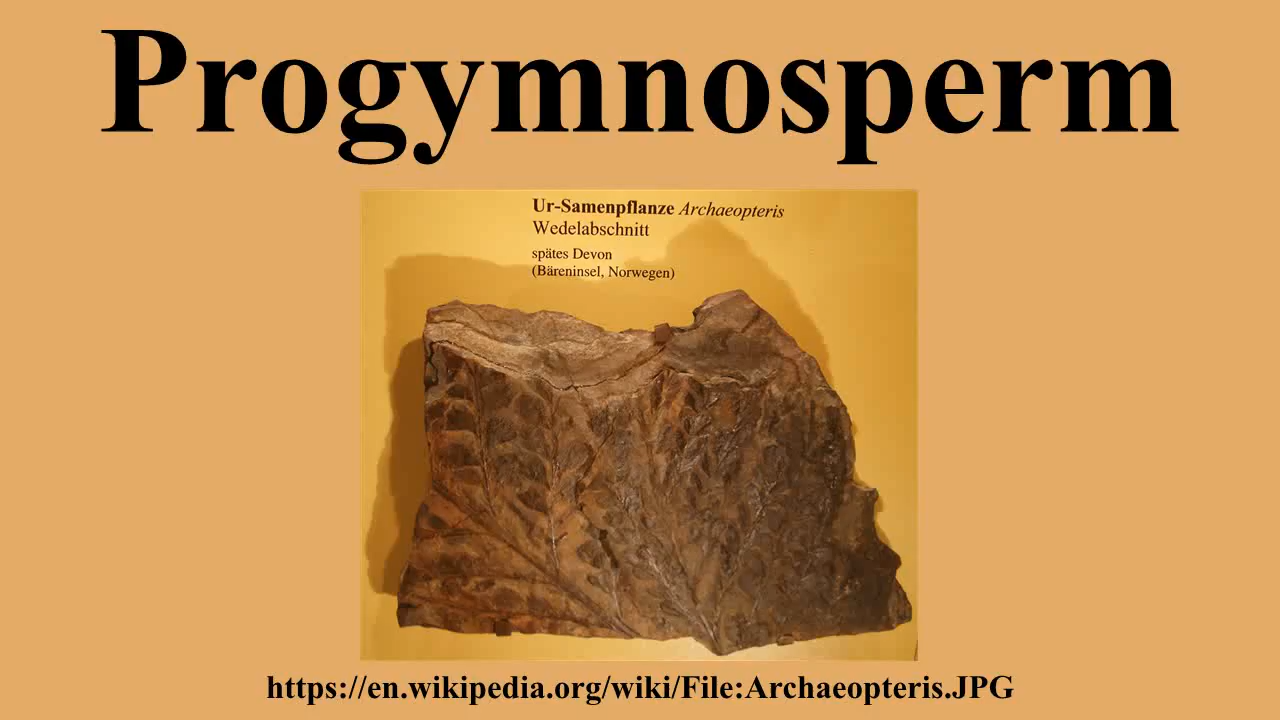 Progymnosperm
Ur-Samenpflanze Archaeopteris
Wedelabschnitt
spätes Devon
(Bäreninsel, Norwegen)
https://en.wikipedia.org/wiki/File:Archaeopteris.JPG